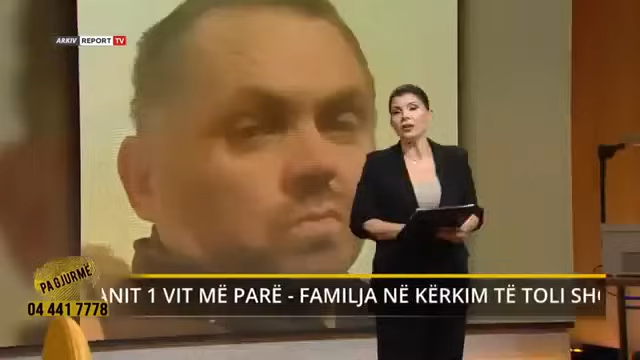 ARKIV REPORT TV
PA GJURMË
04 441 7778
ANIT 1 VIT MË PARË - FAMILJA NË KËRKIM TË TOLI SH